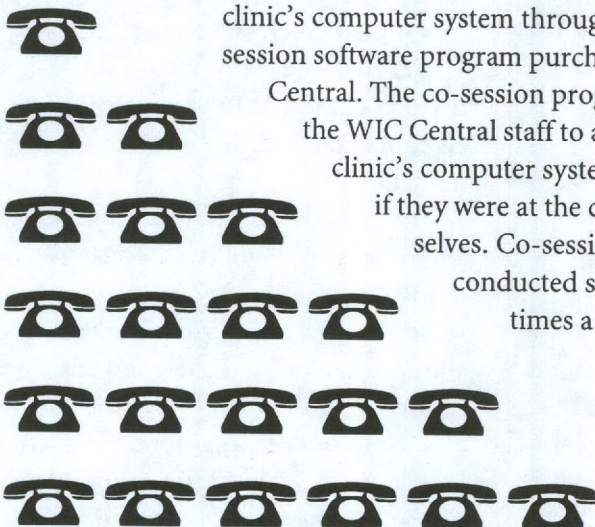 clinic's computer system throug
session software program purch
Central. The co-session prog
the WIC Central staff to a
clinic's computer syste
if they were at the c
selves. Co-sessi
conducted s
times a